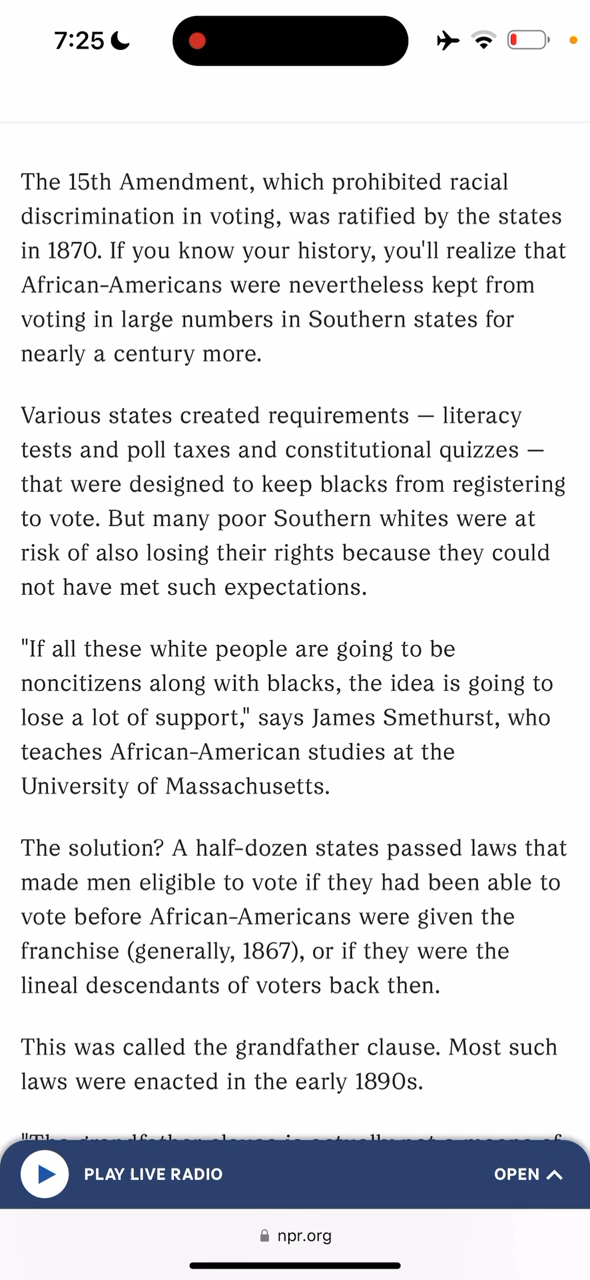 7:25
The 15th Amendment, which prohibited racial
discrimination in voting, was ratified by the states
in 1870. If you know your history, you'll realize that
African-Americans were nevertheless kept from
voting in large numbers in Southern states for
nearly a century more.
Various states created requirements — literacy
tests and poll taxes and constitutional quizzes —
that were designed to keep blacks from registering
to vote. But many poor Southern whites were at
risk of also losing their rights because they could
not have met such expectations.
"If all these white people are going to be
noncitizens along with blacks, the idea is going to
lose a lot of support," says James Smethurst, who
teaches African-American studies at the
University of Massachusetts.
The solution? A half-dozen states passed laws that
made men eligible to vote if they had been able to
vote before African-Americans were given the
franchise (generally, 1867), or if they were the
lineal descendants of voters back then.
This was called the grandfather clause. Most such
laws were enacted in the early 1890s.
"The grandfather clause is actually not a means of
PLAY LIVE RADIO
OPEN
npr.org